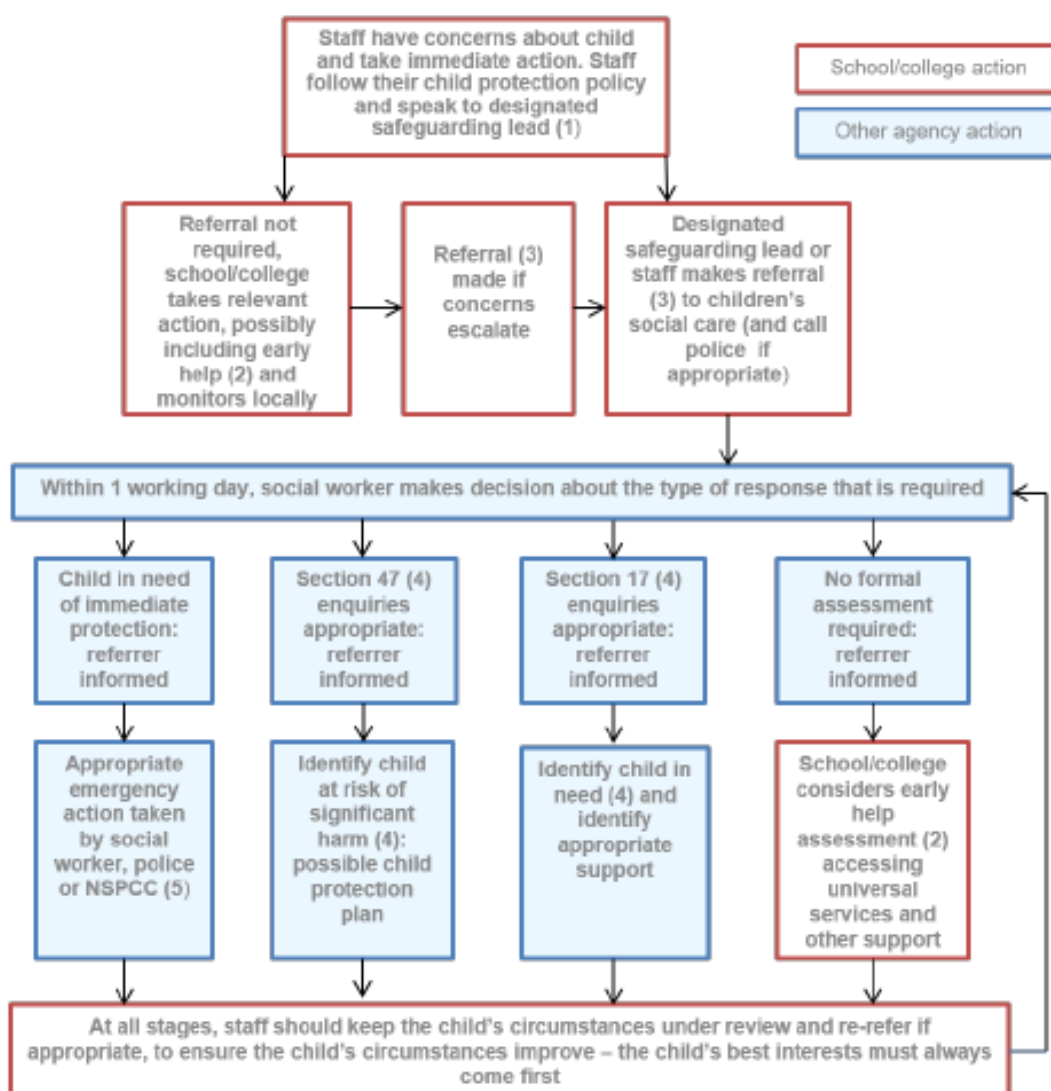 Staff have concerns about child
and take immediate action. Staff
follow their child protection policy
and speak to designated
safeguarding lead (1)
School/college action
Other agency action
Referral not
required,
school/college
takes relevant
action, possibly
including early
help (2) and
monitors locally
Referral (3)
made if
concerns
escalate
Designated
safeguarding lead or
staff makes referral
(3) to children's
social care (and call
police if
appropriate)
Within 1 working day, social worker makes decision about the type of response that is required
Child in need
of immediate
protection:
referrer
informed
Section 47 (4)
enquiries
appropriate:
referrer
informed
Section 17 (4)
enquiries
appropriate:
referrer
informed
No formal
assessment
required:
referrer
informed
Appropriate
emergency
action taken
by social
worker, police
or NSPCC (5)
Identify child
at risk of
significant
harm (4):
possible child
protection
plan
Identify child in
need (4) and
identify
appropriate
support
School/college
considers early
help
assessment (2)
accessing
universal
services and
other support
At all stages, staff should keep the child's circumstances under review and re-refer if
appropriate, to ensure the child's circumstances improve – the child's best interests must always
come first